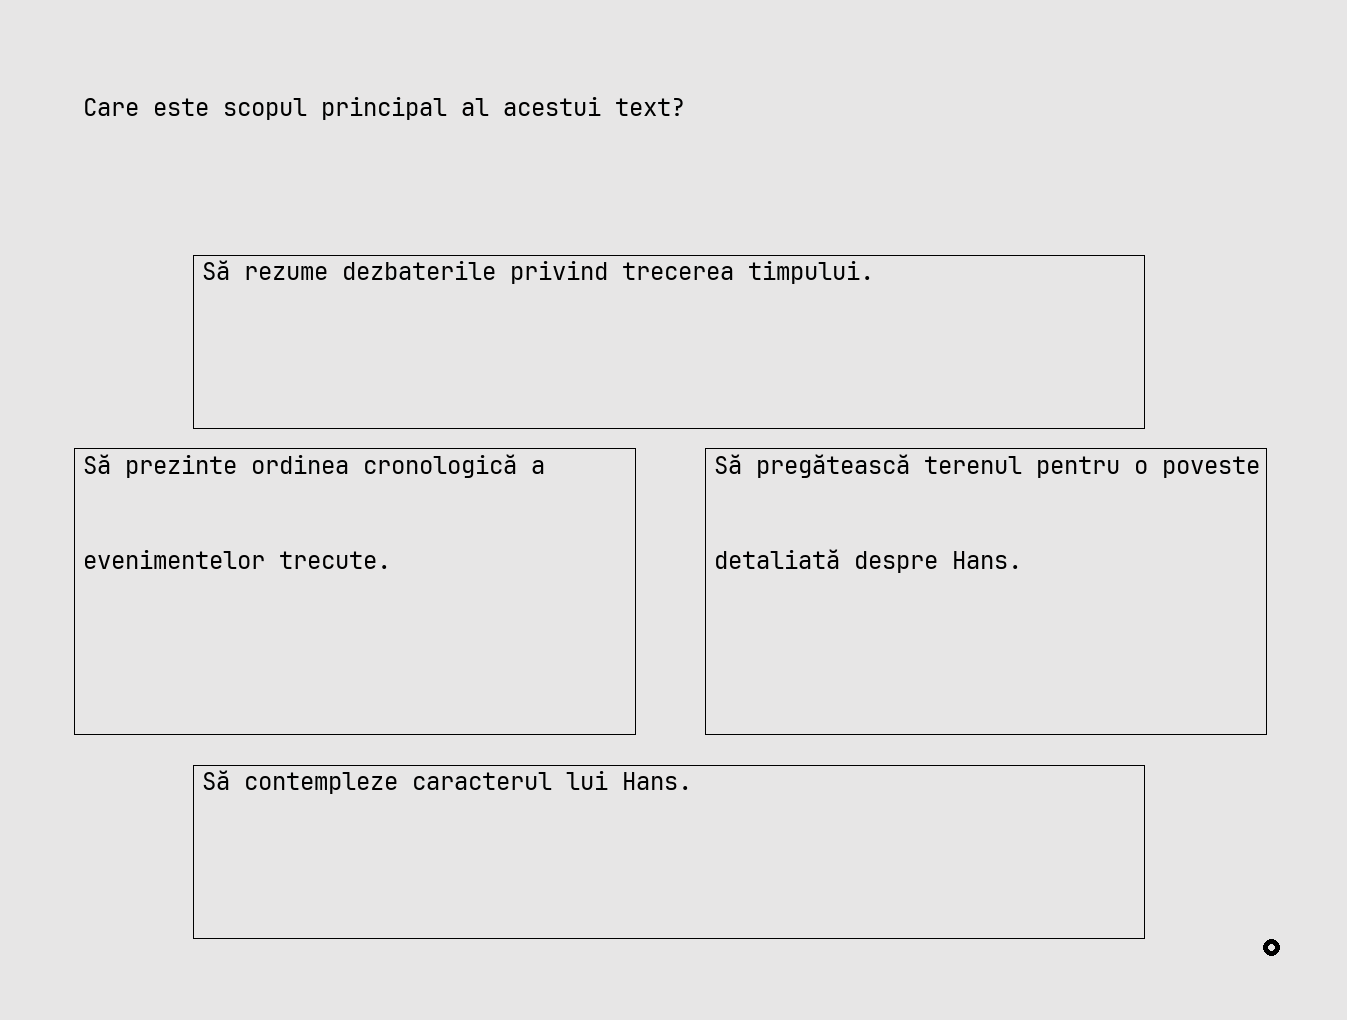 Care este scopul principal al acestui text?
Să rezume dezbaterile privind trecerea timpului.
Să prezinte ordinea cronologică a
evenimentelor trecute.
Să pregătească terenul pentru o poveste
detaliată despre Hans.
Să contempleze caracterul lui Hans.